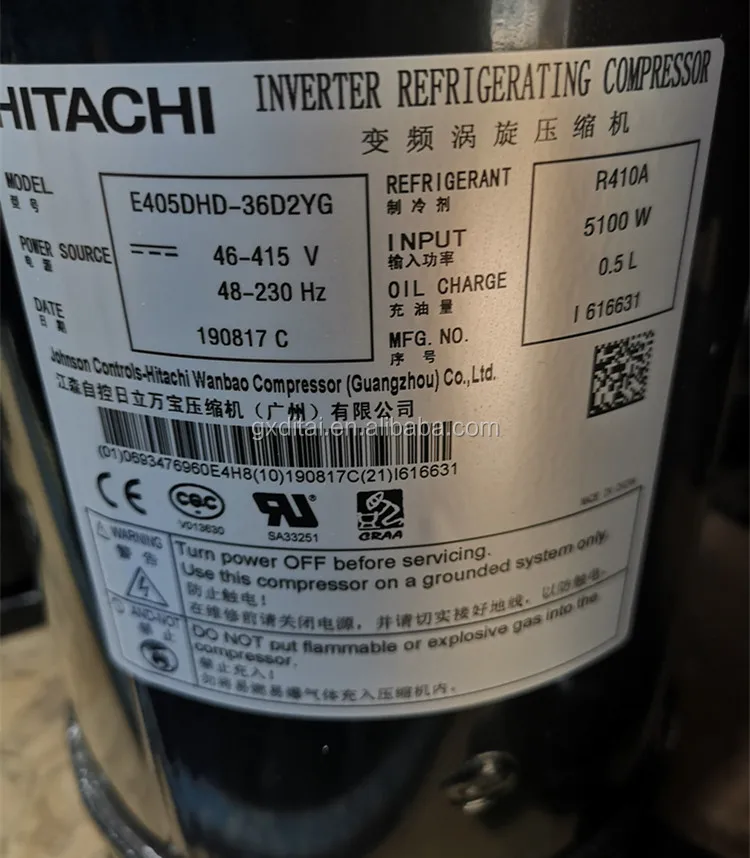 HITACHI
INVERTER REFRIGERATING COMPRESSOR
变频涡旋压缩机
MODEL
型号
E405DHD-36D2YG
POWER SOURCE
电源
46-415 V
48-230 Hz
DATE
日期
190817 C
REFRIGERANT
制冷剂
R410A
INPUT
输入功率
5100 W
OIL CHARGE
充油量
0.5 L
MFG. NO.
序号
I 616631
Johnson Controls-Hitachi Wanbao Compressor (Guangzhou) Co.,Ltd.
江森自控日立万宝压缩机（广州）有限公司
gxditai.en.alibaba.com
(01)0693476960E4H8(10)190817C(21)I616631
CE
CQC
V013630
SA33251
CRAA
MADE IN CHINA
WARNING
警告
Turn power OFF before servicing.
Use this compressor on a grounded system only.
防止触电！
在维修前请关闭电源，并请切实接好地线，以防触电。
禁止
DO NOT put flammable or explosive gas into the
compressor.
禁止充入！
勿将易燃易爆气体充入压缩机内。